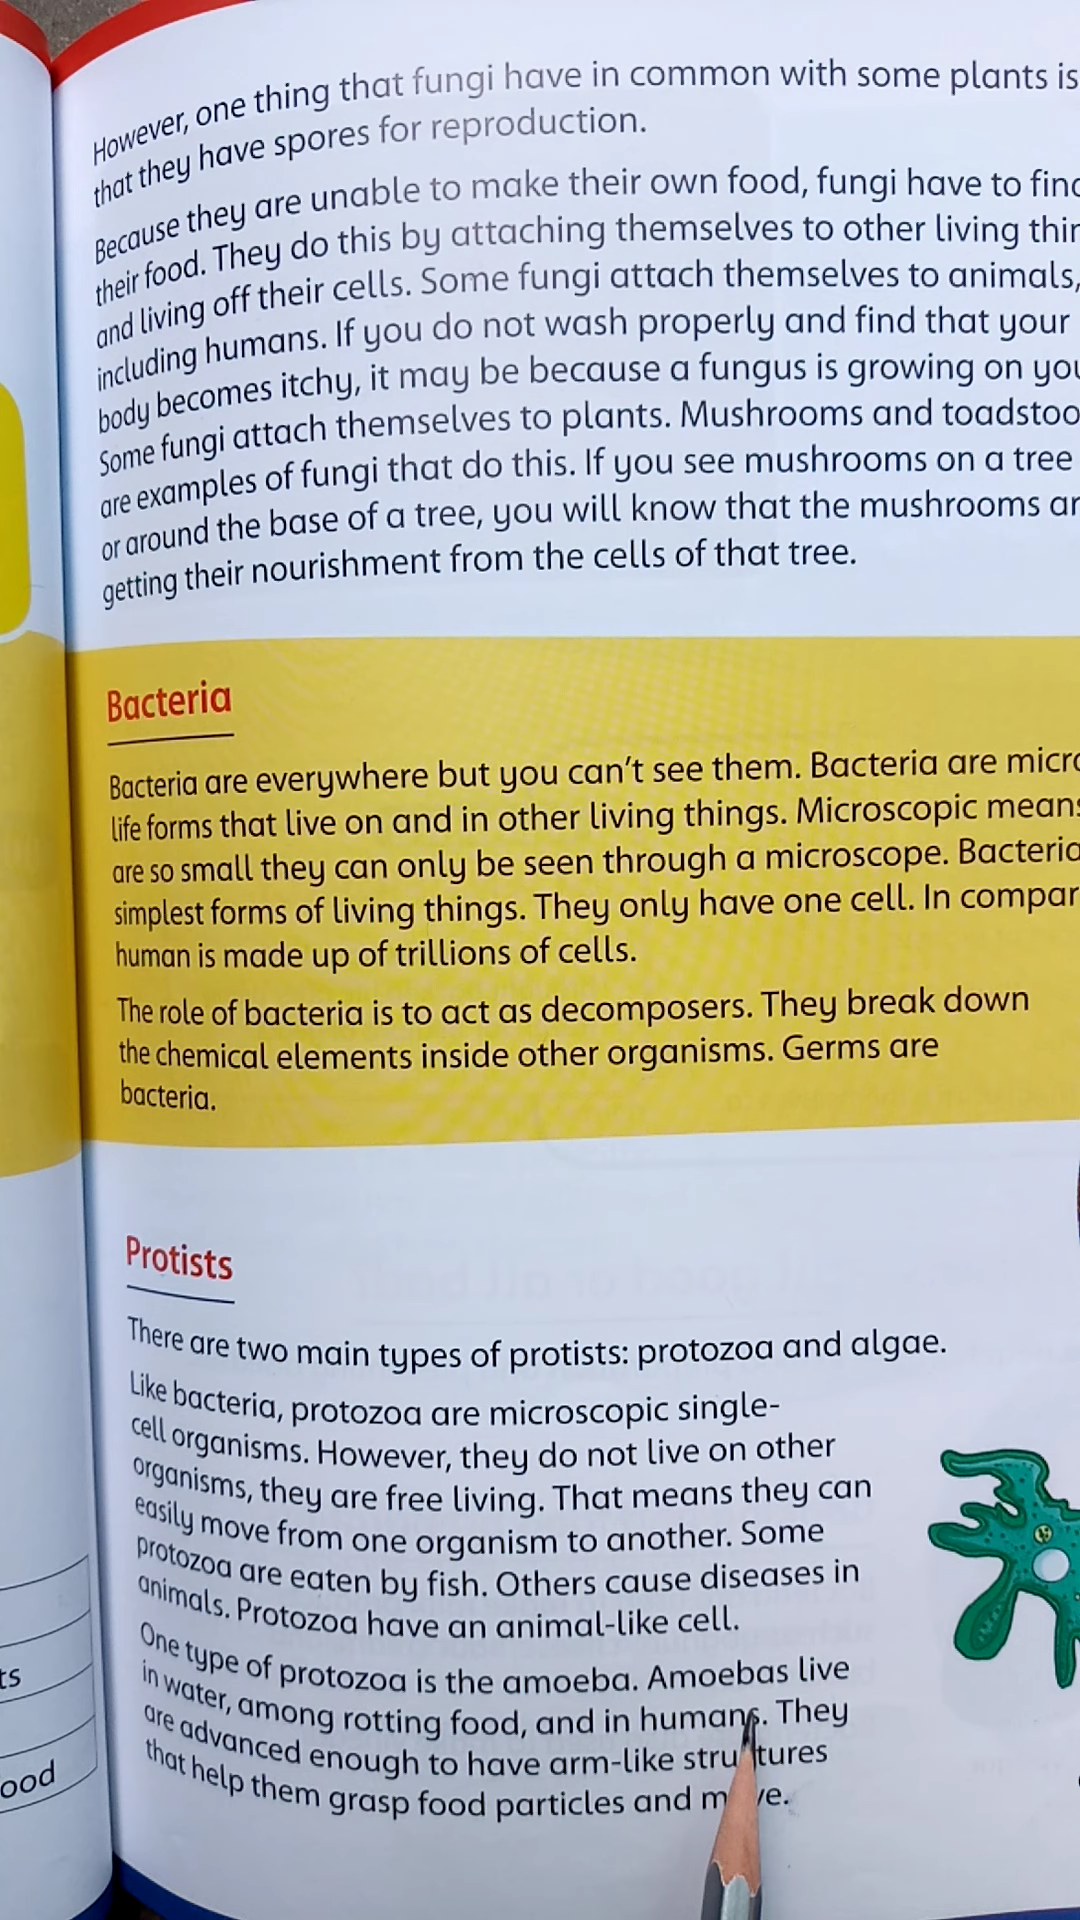 However, one thing that fungi have in common with some plants is
that they have spores for reproduction.
Because they are unable to make their own food, fungi have to find
their food. They do this by attaching themselves to other living
and living off their cells. Some fungi attach themselves to animals,
including humans. If you do not wash properly and find that your
body becomes itchy, it may be because a fungus is growing on
Some fungi attach themselves to plants. Mushrooms and
are examples of fungi that do this. If you see mushrooms on a tree
or around the base of a tree, you will know that the mushrooms
getting their nourishment from the cells of that tree.
Bacteria
Bacteria are everywhere but you can't see them. Bacteria are
life forms that live on and in other living things. Microscopic means
are so small they can only be seen through a microscope. Bacteria
simplest forms of living things. They only have one cell. In
human is made up of trillions of cells.
The role of bacteria is to act as decomposers. They break down
the chemical elements inside other organisms. Germs are
bacteria.
Protists
There are two main types of protists: protozoa and algae.
Like bacteria, protozoa are microscopic single-
cell organisms. However, they do not live on other
organisms, they are free living. That means they can
easily move from one organism to another. Some
protozoa are eaten by fish. Others cause diseases in
animals. Protozoa have an animal-like cell.
One type of protozoa is the amoeba. Amoebas live
in water, among rotting food, and in humans. They
are advanced enough to have arm-like structures
that help them grasp food particles and move.